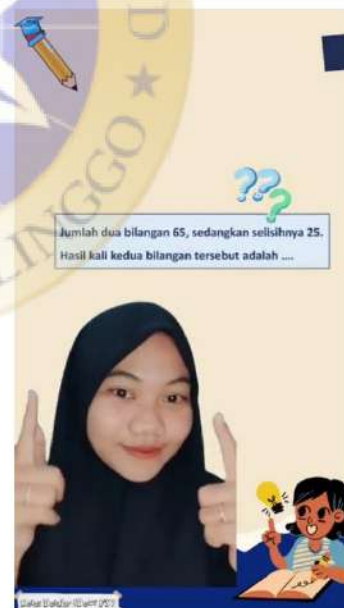 ??
?
Jumlah dua bilangan 65, sedangkan selisihnya 25.
Hasil kali kedua bilangan tersebut adalah ....